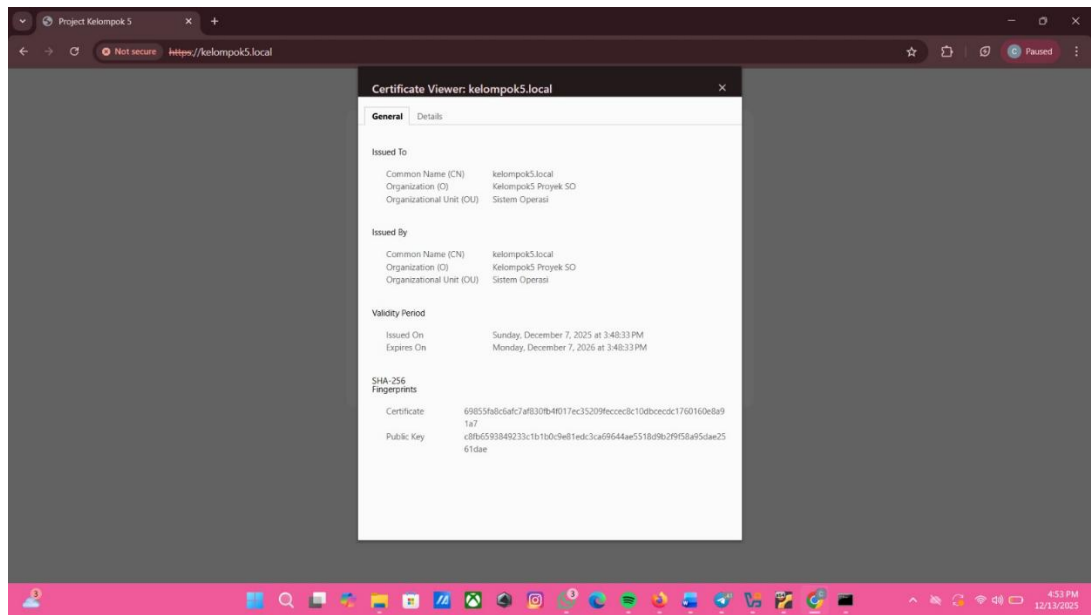 Project Kelompok 5
Not secure https://kelompok5.local
Paused
Certificate Viewer: kelompok5.local
General Details
Issued To
Common Name (CN) kelompok5.local
Organization (O) Kelompok5 Proyek SO
Organizational Unit (OU) Sistem Operasi
Issued By
Common Name (CN) kelompok5.local
Organization (O) Kelompok5 Proyek SO
Organizational Unit (OU) Sistem Operasi
Validity Period
Issued On Sunday, December 7, 2025 at 3:48:33 PM
Expires On Monday, December 7, 2026 at 3:48:33 PM
SHA-256
Fingerprints
Certificate 69855fa8c6afc7af830fb4f017ec35209feccec8c10dbcecdc1760160e8a9
1a7
Public Key c8fb6593849233c1b1b0c9e81edc3ca69644ae5518d9b2f9f58a95dae25
61dae
4:53 PM
12/13/2025